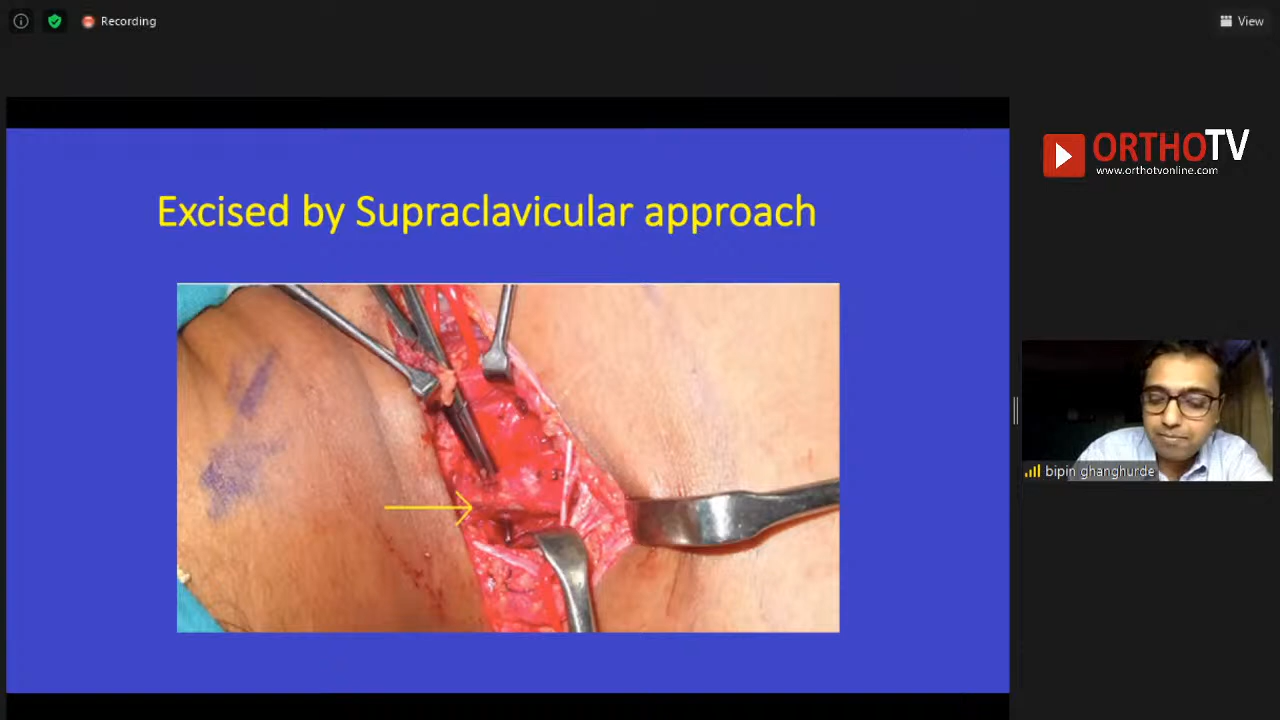 Recording
View
ORTHOTV
www.orthotvonline.com
Excised by Supraclavicular approach
bipin ghanghurde